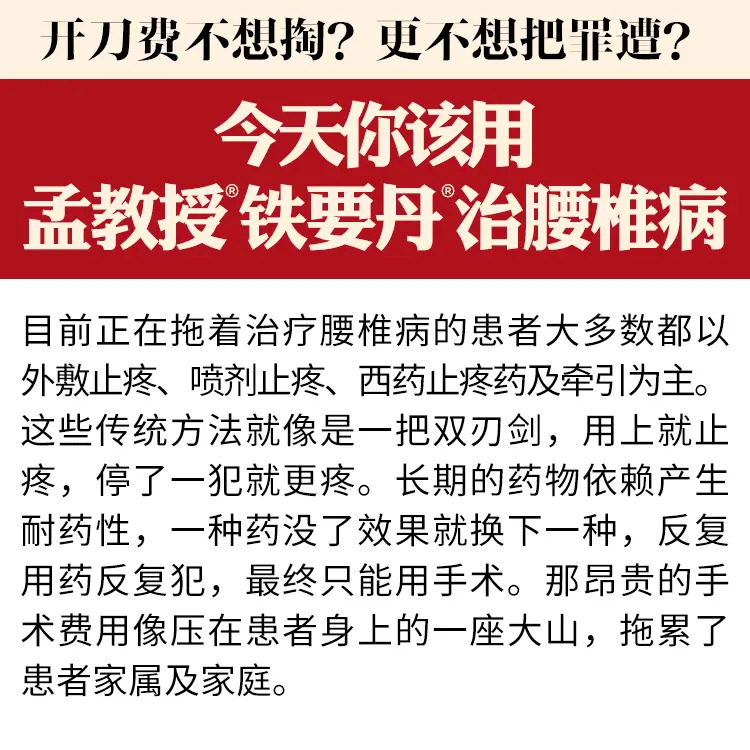 开刀费不想掏？更不想把罪遭？
今天你该用
孟教授®铁要丹®治腰椎病
目前正在拖着治疗腰椎病的患者大多数都以
外敷止疼、喷剂止疼、西药止疼药及牵引为主。
这些传统方法就像是一把双刃剑，用上就止
疼，停了一犯就更疼。长期的药物依赖产生
耐药性，一种药没了效果就换下一种，反复
用药反复犯，最终只能用手术。那昂贵的手
术费用像压在患者身上的一座大山，拖累了
患者家属及家庭。